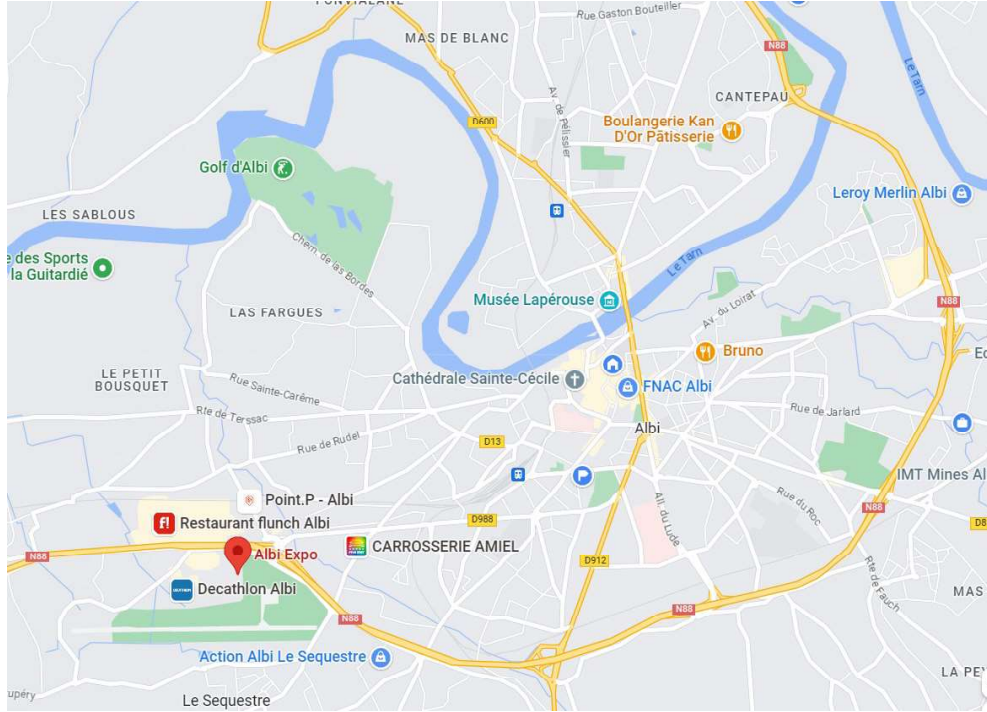 Rue Gaston Bouteiller
MAS DE BLANC
N88
Le Tarn
CANTEPAU
Av. de Pélissier
D600
Boulangerie Kan
D'Or Pâtisserie
Golf d'Albi
Leroy Merlin Albi
LES SABLOUS
e des Sports
la Guitardié
Chem. de las Bordes
Le Tarn
Musée Lapérouse
Av. du Loirat
N88
LAS FARGUES
Bruno
LE PETIT
BOUSQUET
Rue Sainte-Carême
Cathédrale Sainte-Cécile
FNAC Albi
Rte de Terssac
Rue de Jarlard
Albi
Rue de Rudel
D13
IMT Mines Al
Point.P - Albi
Rue du Roc
All. du Lude
N88
Restaurant flunch Albi
fl
D988
D8
Albi Expo
CARROSSERIE AMIEL
N88
D912
Rte de Fauch
Decathlon Albi
MAS
N88
N88
Action Albi Le Sequestre
LA PEY
upéry
Le Sequestre